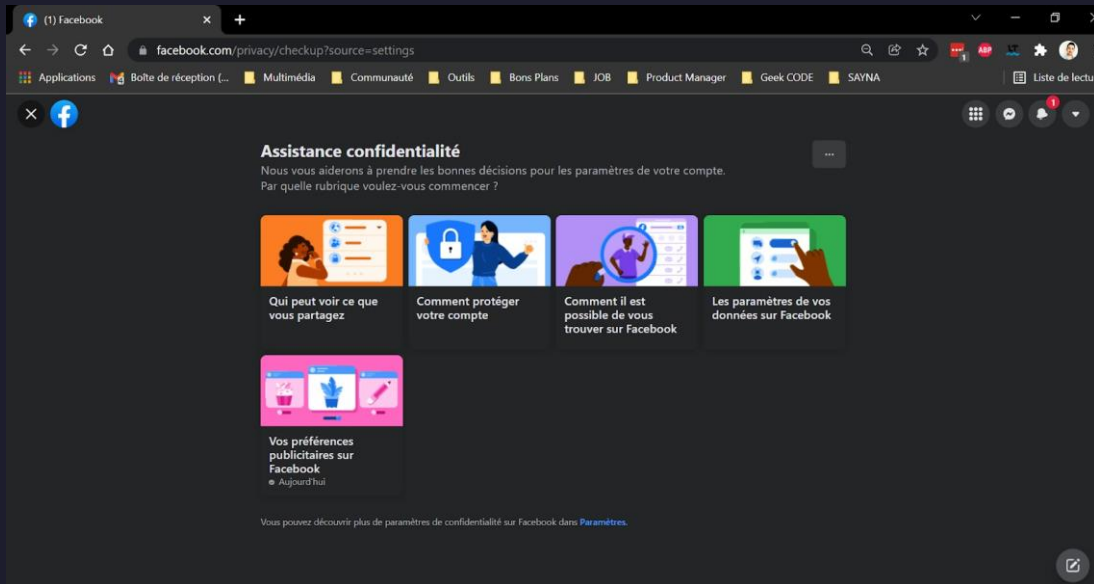 (1) Facebook
facebook.com/privacy/checkup?source=settings
1
ABP
Applications
Boîte de réception (...
Multimédia
Communauté
Outils
Bons Plans
JOB
Product Manager
Geek CODE
SAYNA
Liste de lectu
1
Assistance confidentialité
Nous vous aiderons à prendre les bonnes décisions pour les paramètres de votre compte.
Par quelle rubrique voulez-vous commencer ?
Qui peut voir ce que
vous partagez
Comment protéger
votre compte
Comment il est
possible de vous
trouver sur Facebook
Les paramètres de vos
données sur Facebook
Vos préférences
publicitaires sur
Facebook
Aujourd'hui
Vous pouvez découvrir plus de paramètres de confidentialité sur Facebook dans Paramètres.